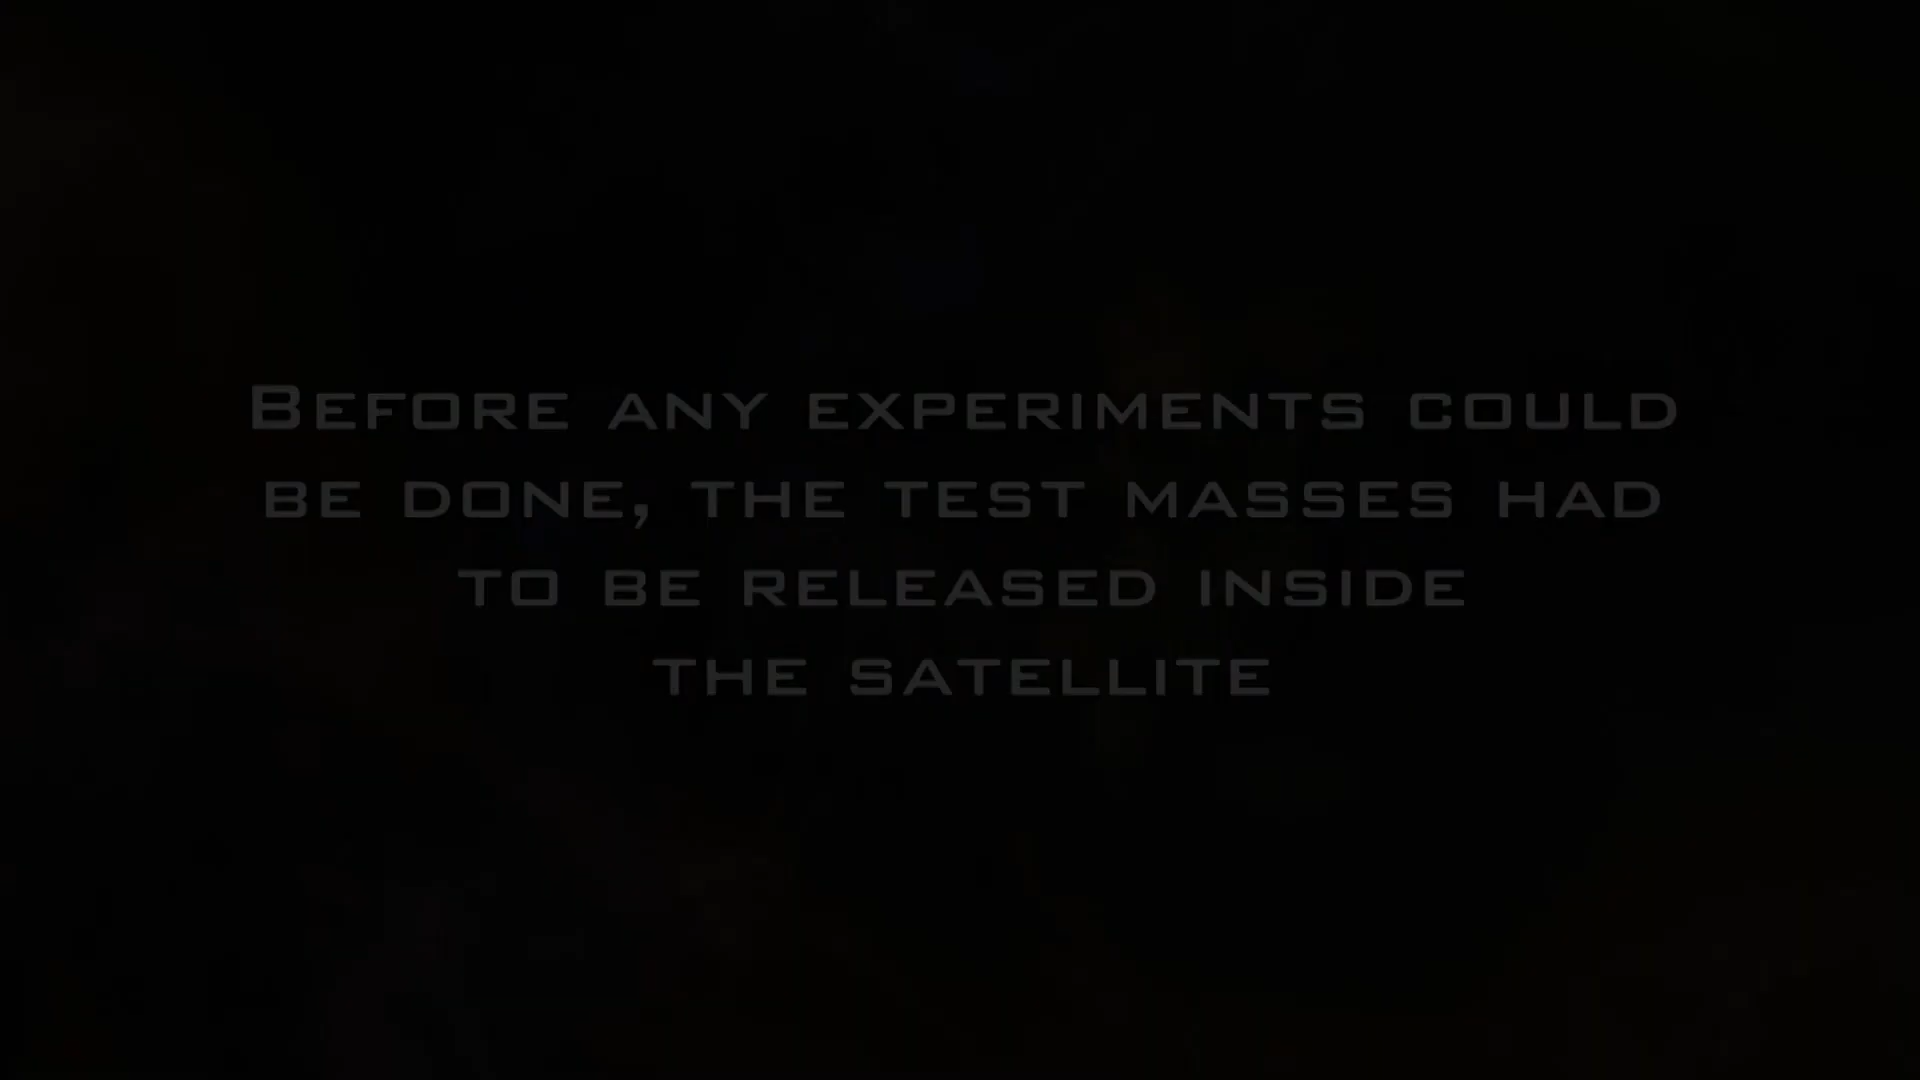 Before any experiments could
be done, the test masses had
to be released inside
the satellite